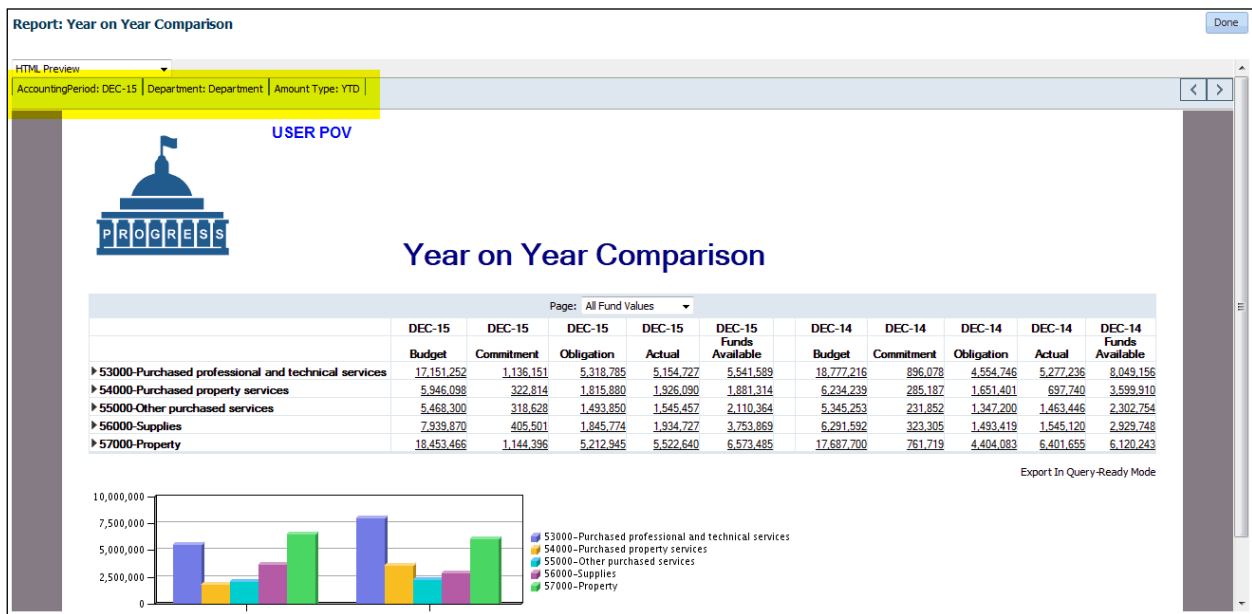 Report: Year on Year Comparison
Done
HTML Preview
AccountingPeriod: DEC-15 Department: Department Amount Type: YTD
USER POV
PROGRESS
Year on Year Comparison
Page: All Fund Values
DEC-15 DEC-15 DEC-15 DEC-15 DEC-15 DEC-14 DEC-14 DEC-14 DEC-14 DEC-14
Budget Commitment Obligation Actual Funds Available Budget Commitment Obligation Actual Funds Available
53000-Purchased professional and technical services 17,151,252 1,136,151 5,318,785 5,154,727 5,541,589 18,777,216 896,078 4,554,746 5,277,236 8,049,156
54000-Purchased property services 5,946,098 322,814 1,815,880 1,926,090 1,881,314 6,234,239 285,187 1,651,401 697,740 3,599,910
55000-Other purchased services 5,468,300 318,628 1,493,850 1,545,457 2,110,364 5,345,253 231,852 1,347,200 1,463,446 2,302,754
56000-Supplies 7,939,870 405,501 1,845,774 1,934,727 3,753,869 6,291,592 323,305 1,493,419 1,545,120 2,929,748
57000-Property 18,453,466 1,144,396 5,212,945 5,522,640 6,573,485 17,687,700 761,719 4,404,083 6,401,655 6,120,243
Export In Query-Ready Mode
10,000,000
7,500,000
5,000,000
2,500,000
0
53000-Purchased professional and technical services
54000-Purchased property services
55000-Other purchased services
56000-Supplies
57000-Property